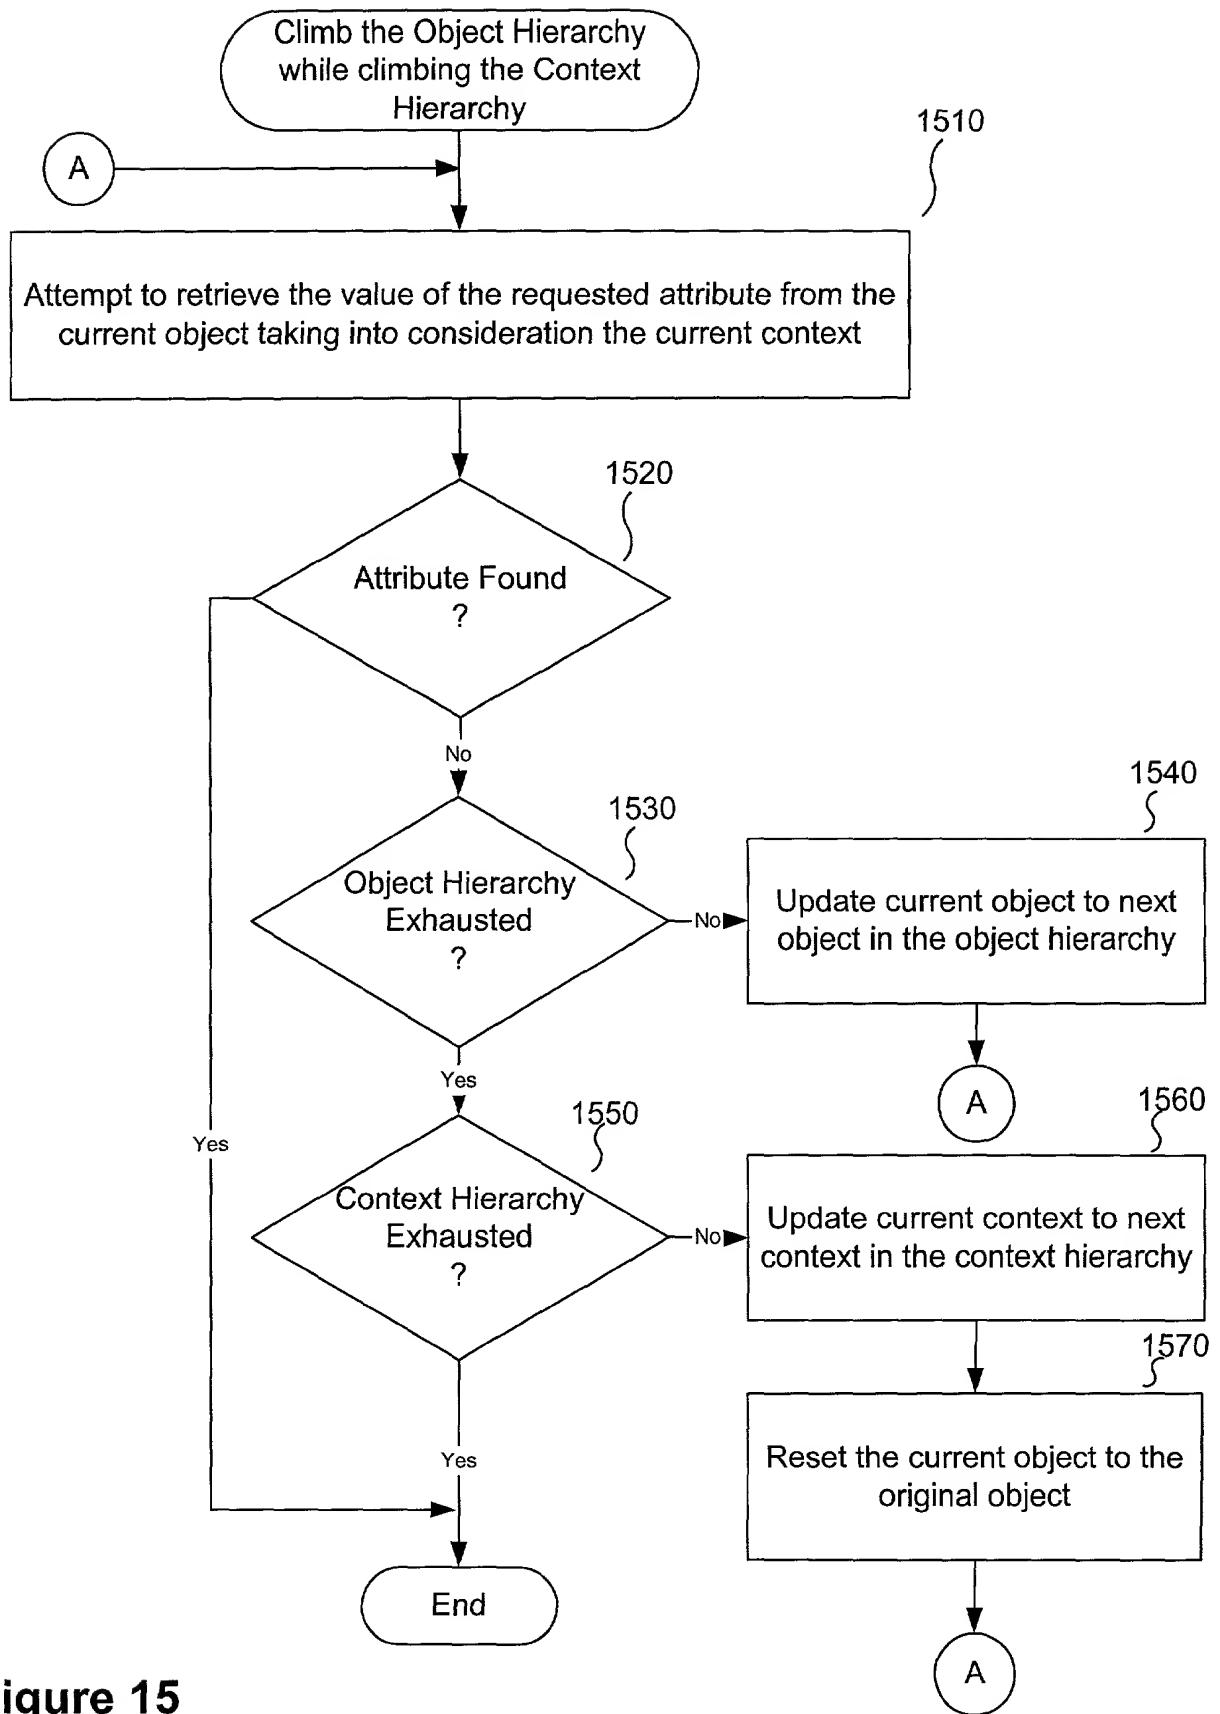 Climb the Object Hierarchy
while climbing the Context
Hierarchy
A
1510
Attempt to retrieve the value of the requested attribute from the
current object taking into consideration the current context
1520
Attribute Found
?
No
1530
Object Hierarchy
Exhausted
?
No
1540
Update current object to next
object in the object hierarchy
A
Yes
1550
Context Hierarchy
Exhausted
?
No
1560
Update current context to next
context in the context hierarchy
1570
Reset the current object to the
original object
A
Yes
Yes
End
igure 15